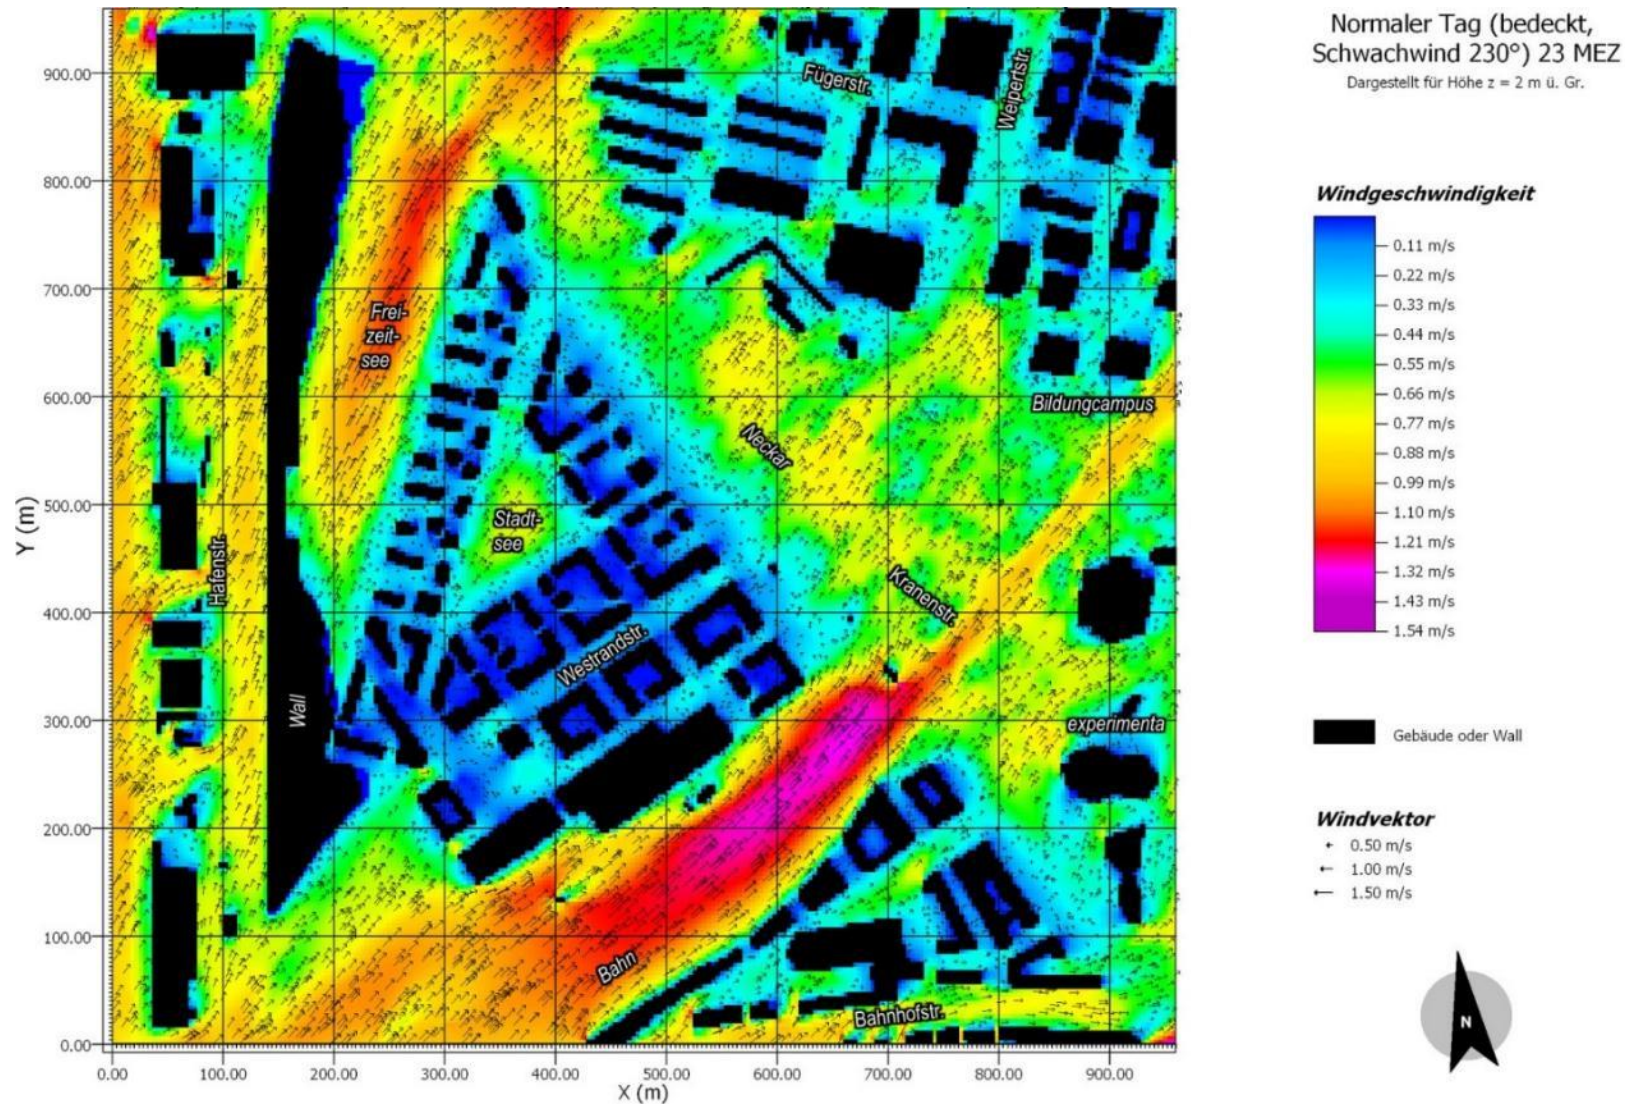 Normaler Tag (bedeckt,
Schwachwind 230°) 23 MEZ
Dargestellt für Höhe z = 2 m ü. Gr.
Windgeschwindigkeit
0.11 m/s
0.22 m/s
0.33 m/s
0.44 m/s
0.55 m/s
0.66 m/s
0.77 m/s
0.88 m/s
0.99 m/s
1.10 m/s
1.21 m/s
1.32 m/s
1.43 m/s
1.54 m/s
Gebäude oder Wall
Windvektor
0.50 m/s
1.00 m/s
1.50 m/s
N
Y (m)
900.00
800.00
700.00
600.00
500.00
400.00
300.00
200.00
100.00
0.00
0.00
100.00
200.00
300.00
400.00
500.00
600.00
700.00
800.00
900.00
X (m)
Fügerstr.
Weipertstr.
Frei-
zeit-
see
Bildungcampus
Neckar
Stadt-
see
Hafenstr.
Kranenstr.
Westrandstr.
Wall
experimenta
Bahn
Bahnhofstr.